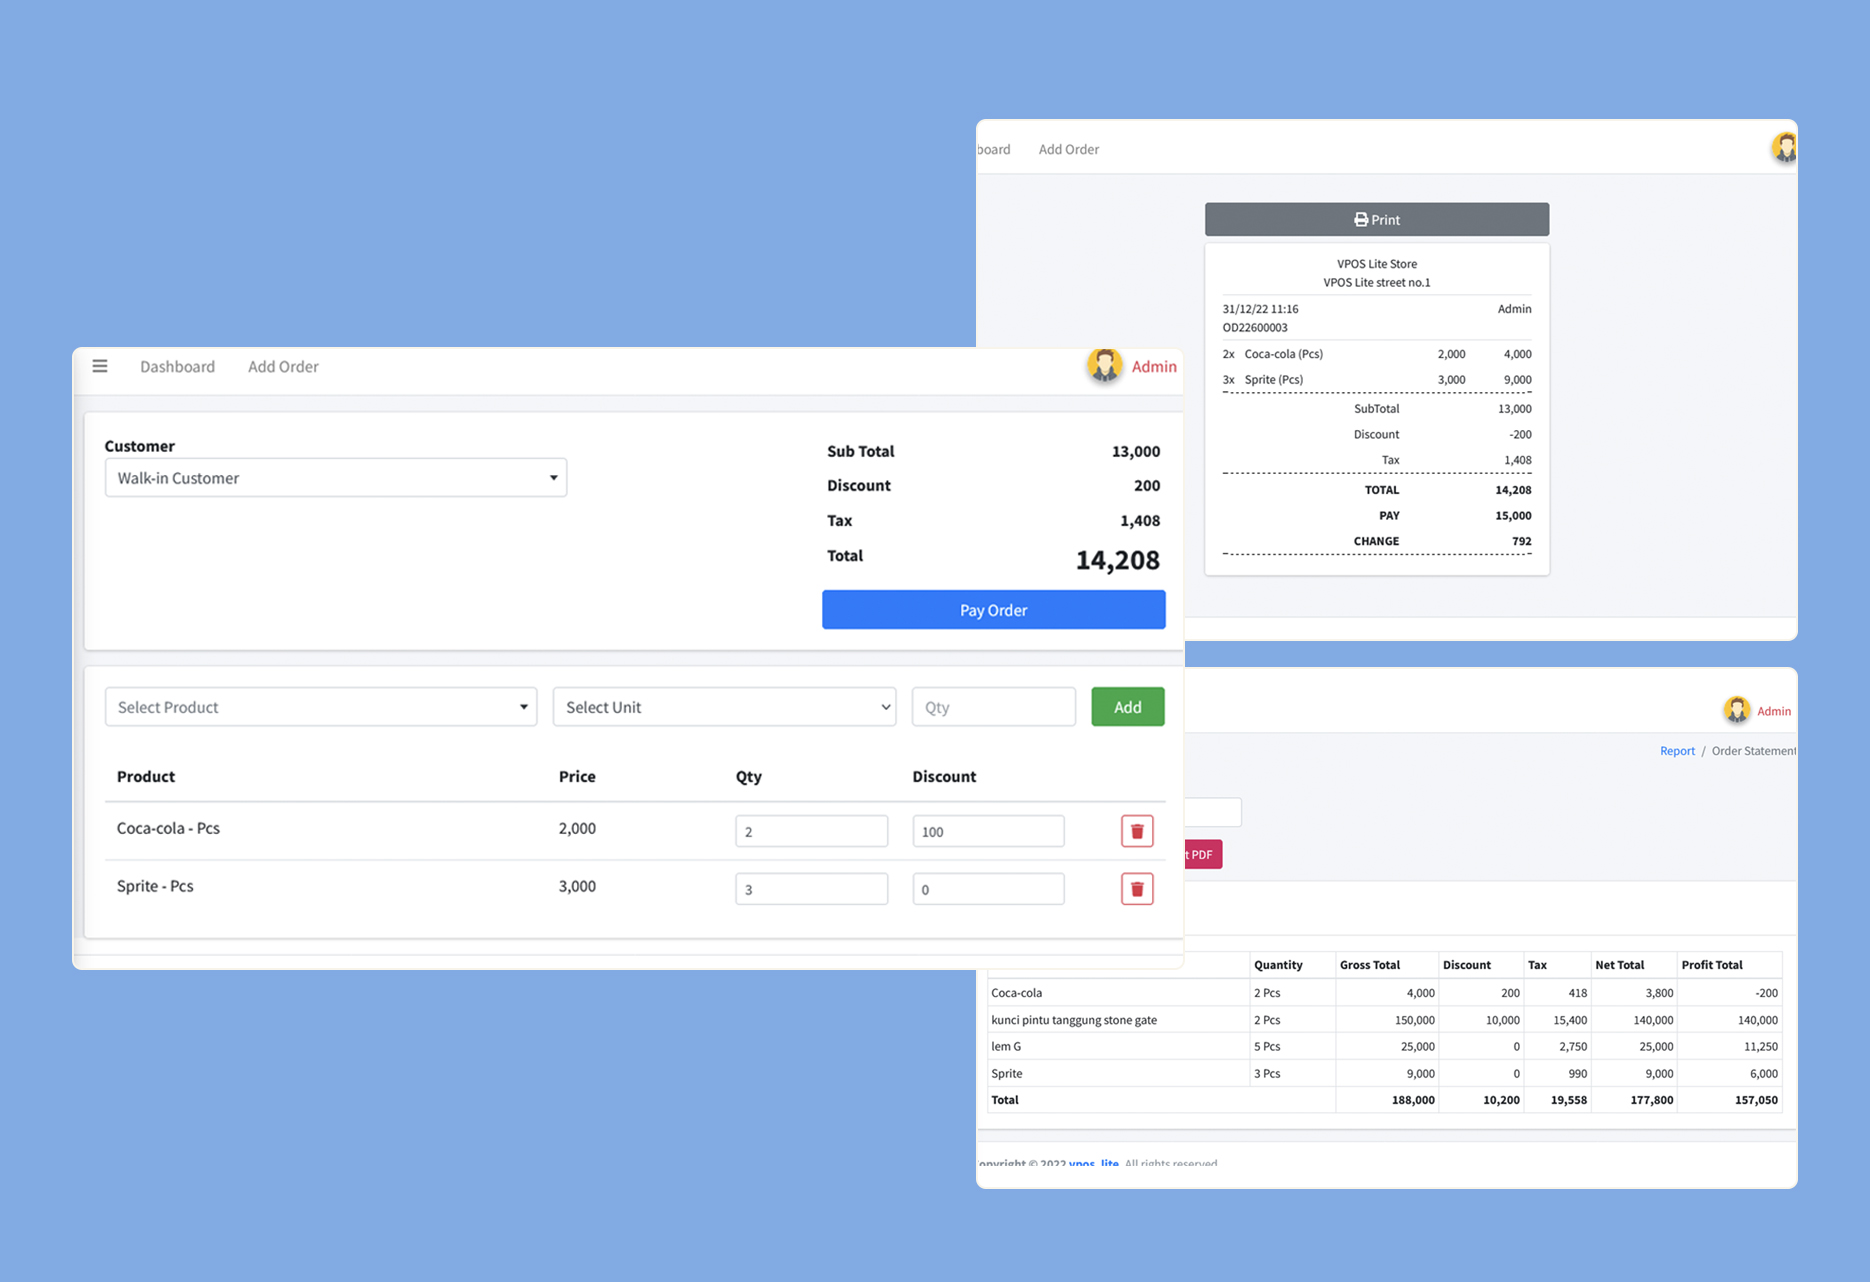 Dashboard Add Order Admin
Customer
Walk-in Customer
Sub Total 13,000
Discount 200
Tax 1,408
Total 14,208
Pay Order
Select Product Select Unit Qty Add
Product Price Qty Discount
Coca-cola - Pcs 2,000 2 100
Sprite - Pcs 3,000 3 0
board Add Order
Print
VPOS Lite Store
VPOS Lite street no.1
31/12/22 11:16 Admin
OD22600003
2x Coca-cola (Pcs) 2,000 4,000
3x Sprite (Pcs) 3,000 9,000
SubTotal 13,000
Discount -200
Tax 1,408
TOTAL 14,208
PAY 15,000
CHANGE 792
Admin
Report / Order Statement
t PDF
Quantity Gross Total Discount Tax Net Total Profit Total
Coca-cola 2 Pcs 4,000 200 418 3,800 -200
kunci pintu tanggung stone gate 2 Pcs 150,000 10,000 15,400 140,000 140,000
lem G 5 Pcs 25,000 0 2,750 25,000 11,250
Sprite 3 Pcs 9,000 0 990 9,000 6,000
Total 188,000 10,200 19,558 177,800 157,050
opyright © 2022 vpos_lite. All rights reserved.